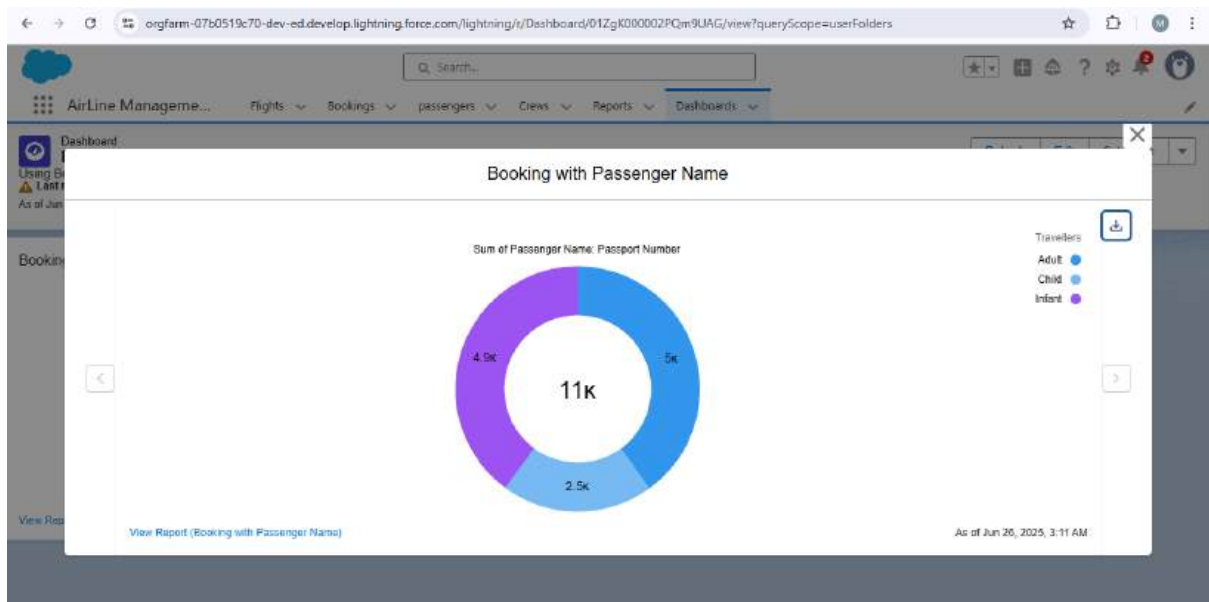 orgfarm-07b0519c70-dev-ed.develop.lightning.force.com/lightning/r/Dashboard/01ZgK000002PQm9UAG/view?queryScope=userFolders
M
Search...
AirLine Manageme... Flights Bookings passengers Crews Reports Dashboards
Dashboard
Using
As of Jun
Booking with Passenger Name
Sum of Passenger Name: Passport Number
Travellers
Adult
Child
Infant
4.9K
5K
11K
2.5K
View Report (Booking with Passenger Name)
As of Jun 26, 2025, 3:11 AM